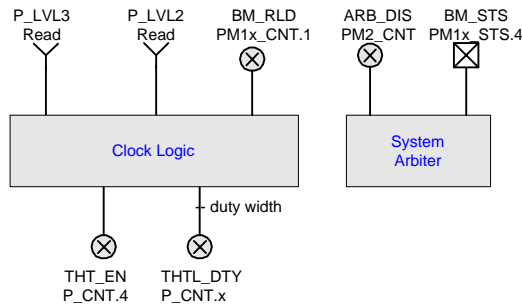 P_LVL3
Read
P_LVL2
Read
BM_RLD
PM1x_CNT.1
ARB_DIS
PM2_CNT
BM_STS
PM1x_STS.4
Clock Logic
System
Arbiter
duty width
THT_EN
P_CNT.4
THTL_DTY
P_CNT.x